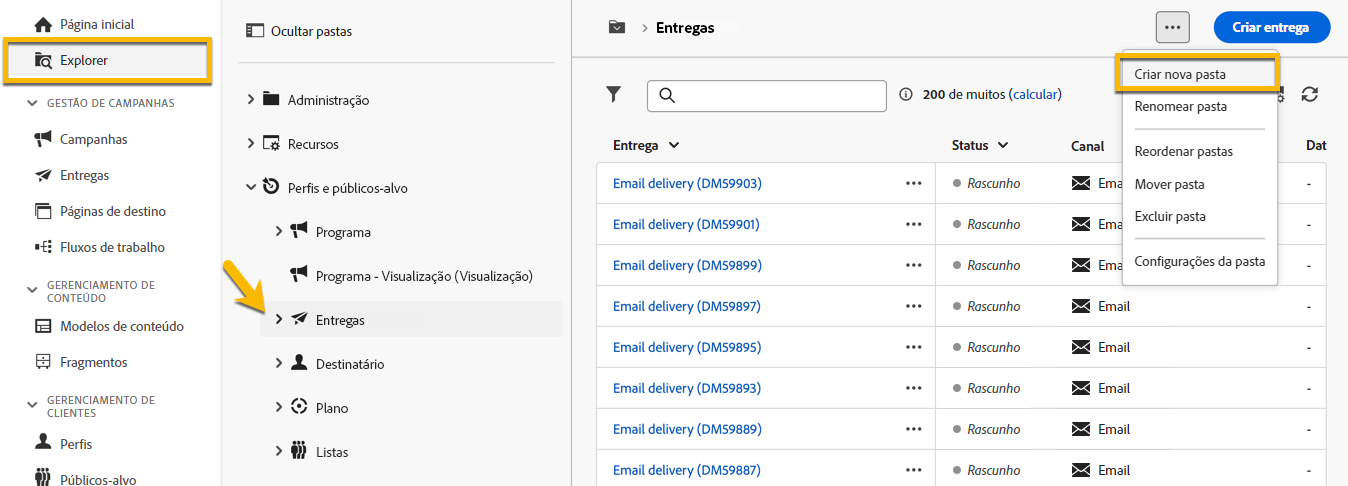 Página inicial
Explorer
GESTÃO DE CAMPANHAS
Campanhas
Entregas
Páginas de destino
Fluxos de trabalho
GERENCIAMENTO DE
CONTEÚDO
Modelos de conteúdo
Fragmentos
GERENCIAMENTO DE
CLIENTES
Perfis
Públicos-alvo
Ocultar pastas
Administração
Recursos
Perfis e públicos-alvo
Programa
Programa - Visualização (Visualização)
Entregas
Destinatário
Plano
Listas
Entregas
Criar entrega
Criar nova pasta
Renomear pasta
Reordenar pastas
Mover pasta
Excluir pasta
Configurações da pasta
200 de muitos (calcular)
Entrega Status Canal Dat
Email delivery (DM59903) ••• Rascunho Ema -
Email delivery (DM59901) ••• Rascunho Ema -
Email delivery (DM59899) ••• Rascunho Ema -
Email delivery (DM59897) ••• Rascunho Email -
Email delivery (DM59895) ••• Rascunho Email -
Email delivery (DM59893) ••• Rascunho Email -
Email delivery (DM59889) ••• Rascunho Email -
Email delivery (DM59887) ••• Rascunho Email -